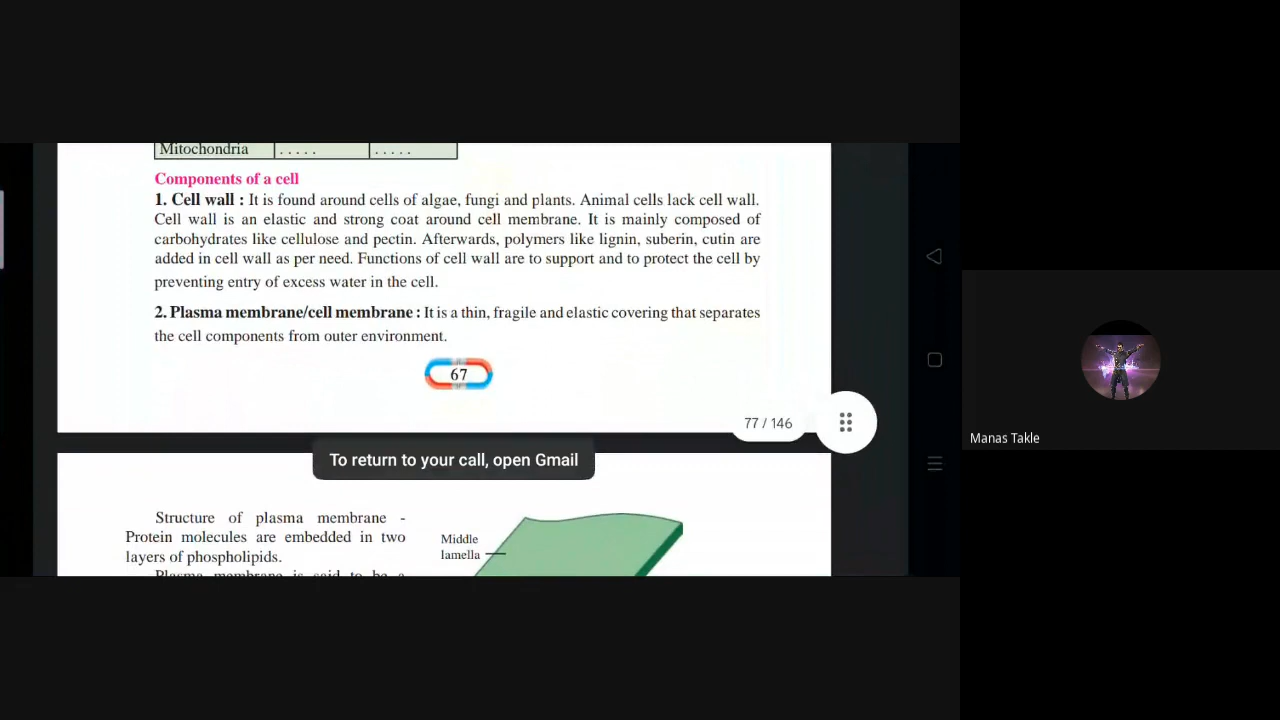 Mitochondria ..... .....
Components of a cell
1. Cell wall : It is found around cells of algae, fungi and plants. Animal cells lack cell wall.
Cell wall is an elastic and strong coat around cell membrane. It is mainly composed of
carbohydrates like cellulose and pectin. Afterwards, polymers like lignin, suberin, cutin are
added in cell wall as per need. Functions of cell wall are to support and to protect the cell by
preventing entry of excess water in the cell.
2. Plasma membrane/cell membrane : It is a thin, fragile and elastic covering that separates
the cell components from outer environment.
67
77 / 146
To return to your call, open Gmail
Structure of plasma membrane -
Protein molecules are embedded in two
layers of phospholipids.
Plasma membrane is said to be a
Middle
lamella
Manas Takle